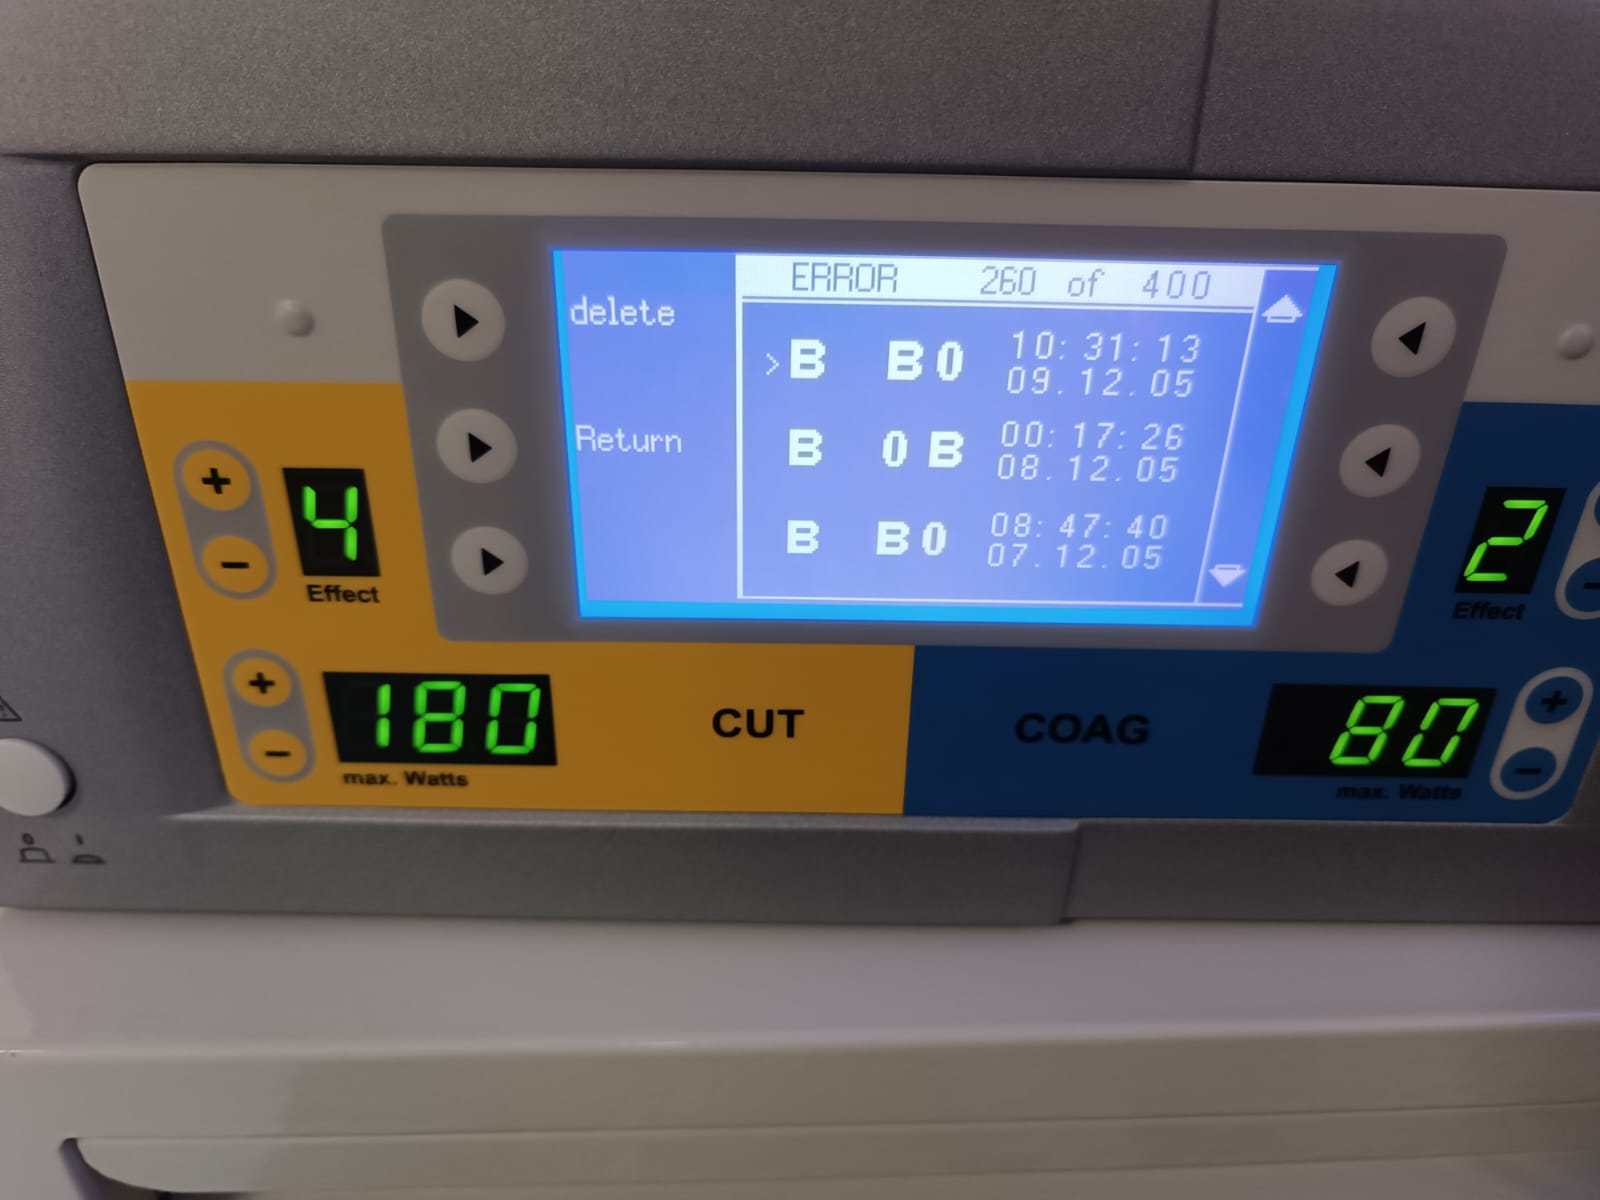 ERROR 260 of 400
delete
>B B0 10:31:13
09.12.05
Return
B 0B 00:17:26
08.12.05
B B0 08:47:40
07.12.05
+
-
4
Effect
2
Effect
-
+
-
180
max. Watts
CUT
COAG
80
max. Watts
+
-